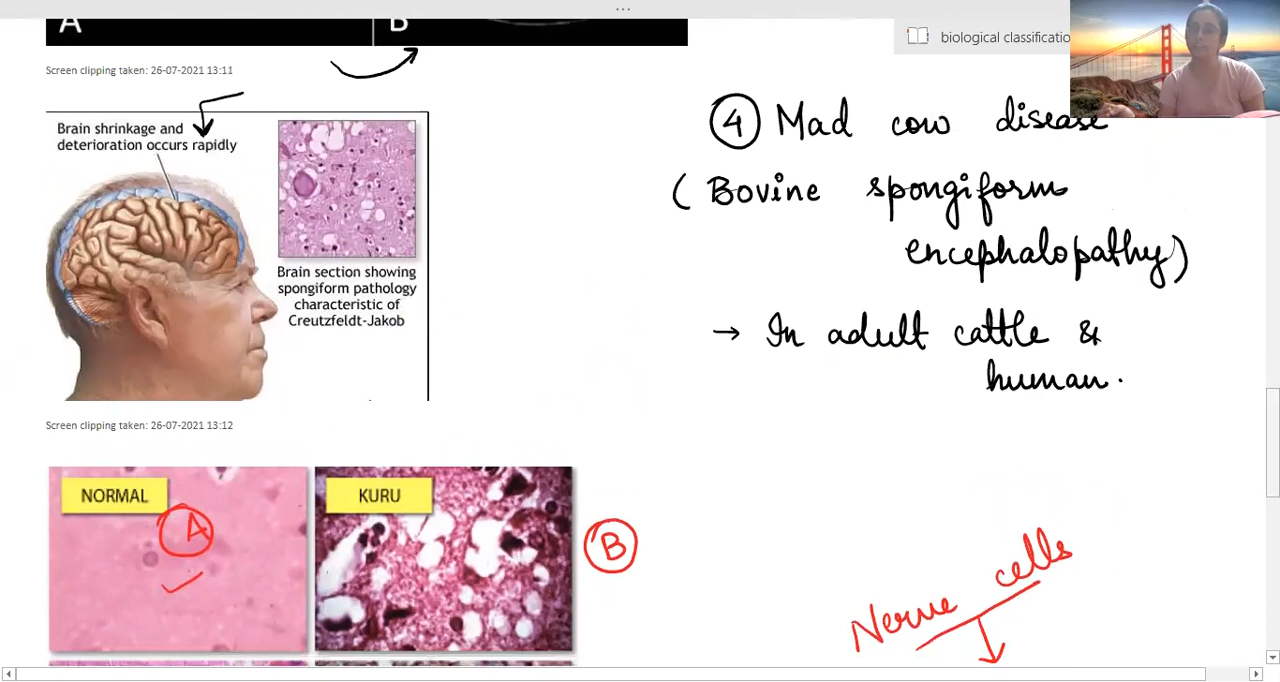 ...
A
B
biological classificatio
Screen clipping taken: 26-07-2021 13:11
Brain shrinkage and
deterioration occurs rapidly
Brain section showing
spongiform pathology
characteristic of
Creutzfeldt-Jakob
④ Mad cow disease
(Bovine spongiform
encephalopathy)
→ In adult cattle &
human.
Screen clipping taken: 26-07-2021 13:12
NORMAL
A
KURU
B
Nerve cells